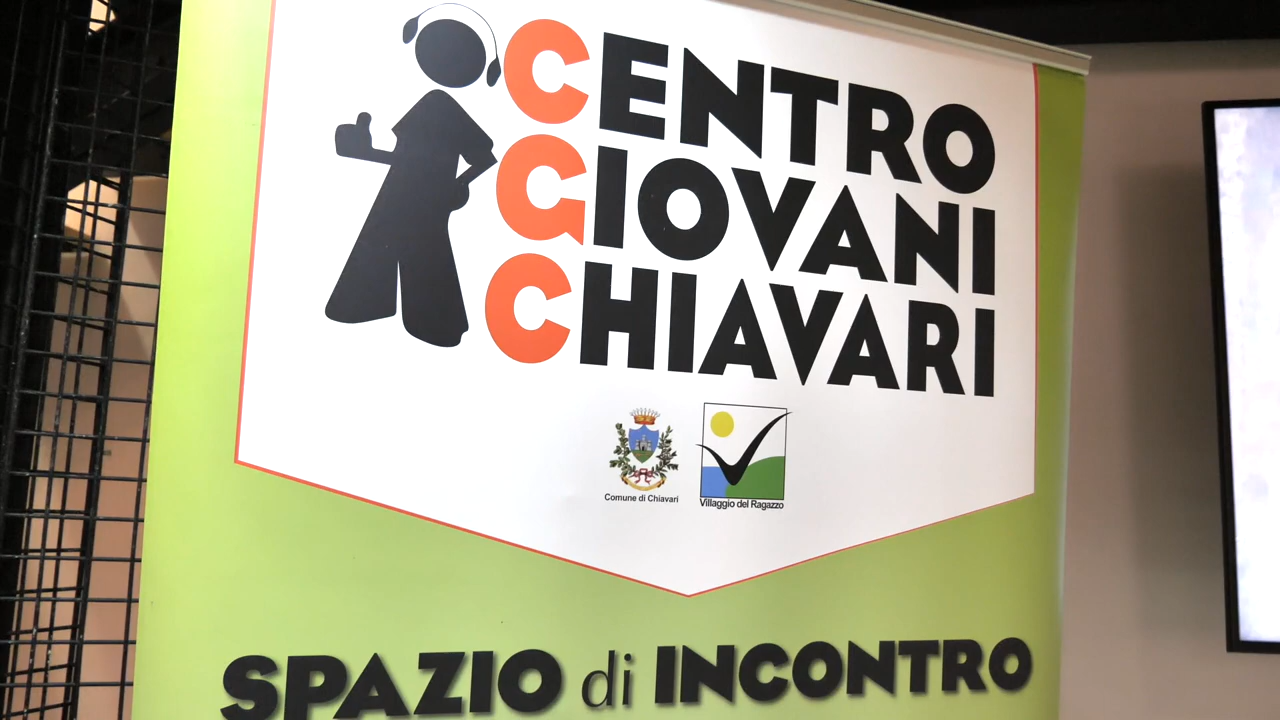 CENTRO
GIOVANI
CHIAVARI
Comune di Chiavari
Villaggio del Ragazzo
SPAZIO di INCONTRO